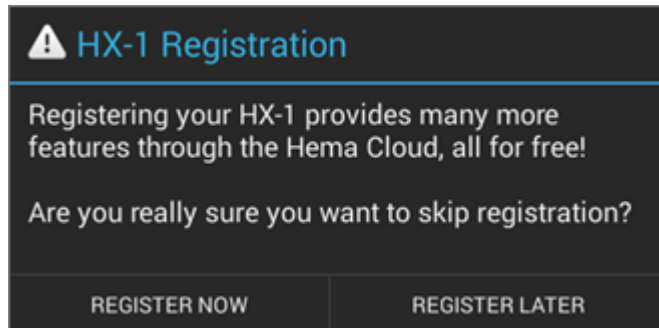 HX-1 Registration
Registering your HX-1 provides many more
features through the Hema Cloud, all for free!
Are you really sure you want to skip registration?
REGISTER NOW
REGISTER LATER